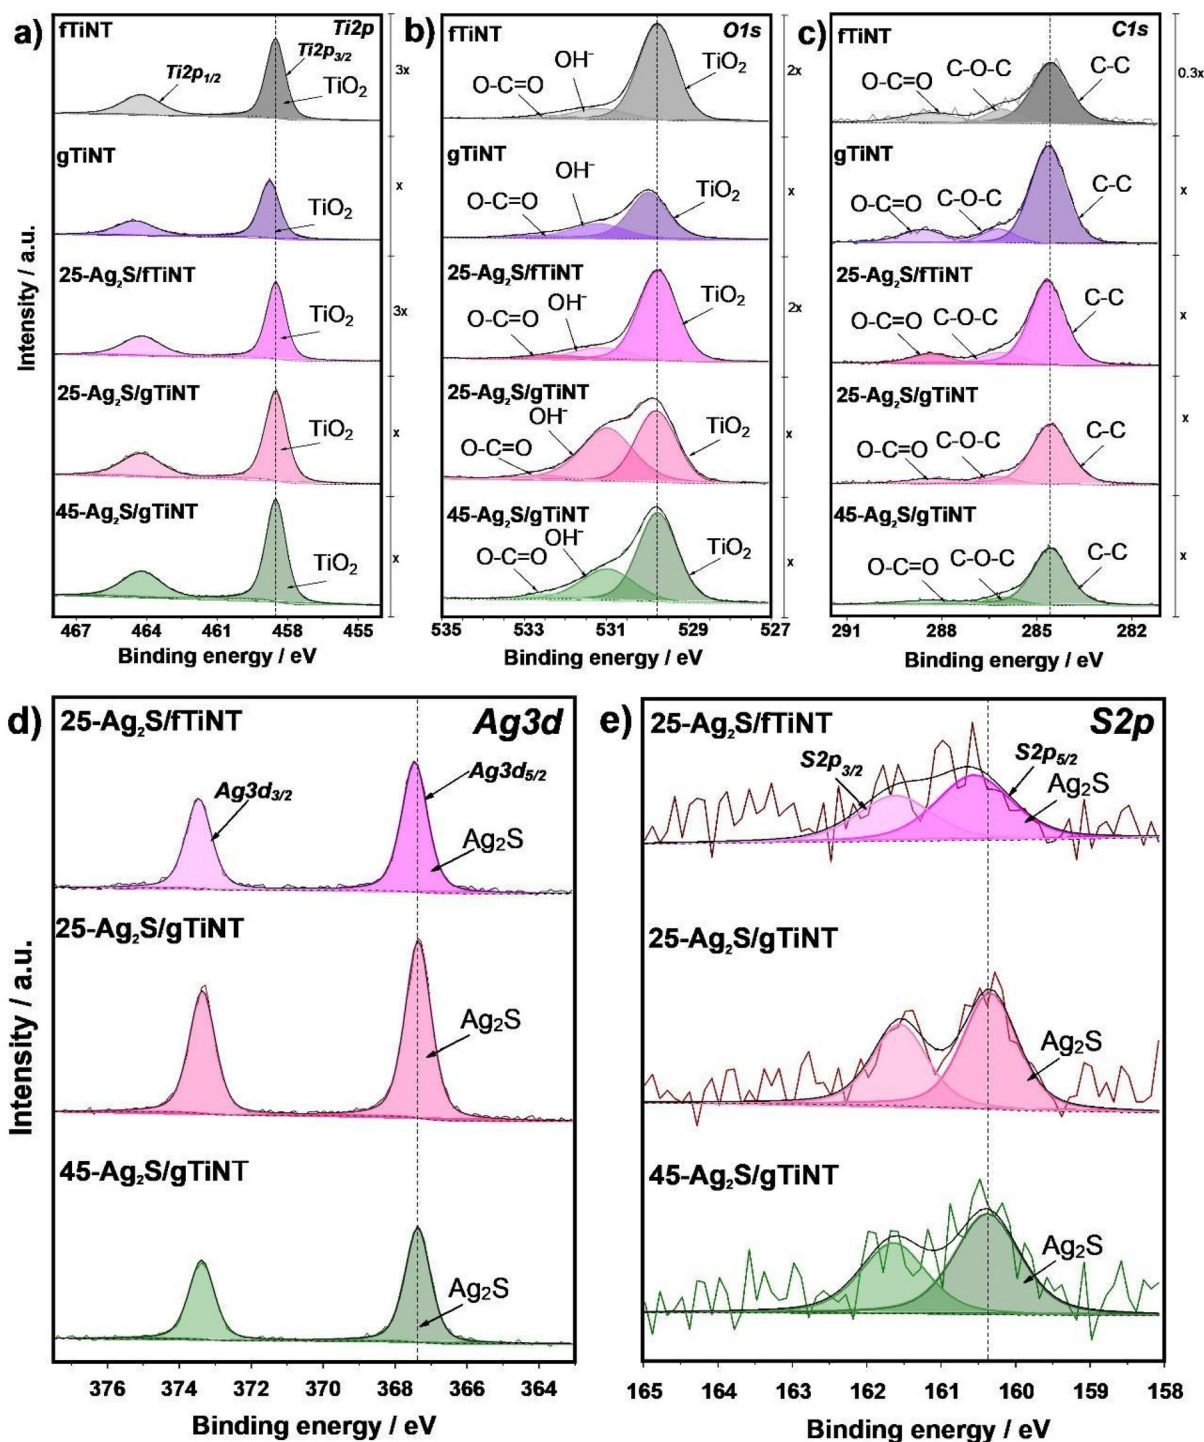 a)
Ti2p
fTiNT
Ti2p3/2
Ti2p1/2
TiO2
3x
gTiNT
TiO2
x
25-Ag2S/fTiNT
TiO2
3x
25-Ag2S/gTiNT
TiO2
x
45-Ag2S/gTiNT
TiO2
x
467 464 461 458 455
Binding energy / eV
Intensity / a.u.
b)
O1s
fTiNT
OH⁻
O-C=O
TiO2
2x
gTiNT
OH⁻
O-C=O
TiO2
x
25-Ag2S/fTiNT
OH⁻
O-C=O
TiO2
2x
25-Ag2S/gTiNT
OH⁻
O-C=O
TiO2
x
45-Ag2S/gTiNT
OH⁻
O-C=O
TiO2
x
535 533 531 529 527
Binding energy / eV
c)
C1s
fTiNT
O-C=O C-O-C C-C
0.3x
gTiNT
O-C=O C-O-C C-C
x
25-Ag2S/fTiNT
O-C=O C-O-C C-C
x
25-Ag2S/gTiNT
O-C=O C-O-C C-C
x
45-Ag2S/gTiNT
O-C=O C-O-C C-C
x
291 288 285 282
Binding energy / eV
d)
25-Ag2S/fTiNT
Ag3d
Ag3d5/2
Ag3d3/2
Ag2S
25-Ag2S/gTiNT
Ag2S
45-Ag2S/gTiNT
Ag2S
376 374 372 370 368 366 364
Binding energy / eV
Intensity / a.u.
e)
25-Ag2S/fTiNT
S2p
S2p3/2
S2p5/2
Ag2S
25-Ag2S/gTiNT
Ag2S
45-Ag2S/gTiNT
Ag2S
165 164 163 162 161 160 159 158
Binding energy / eV